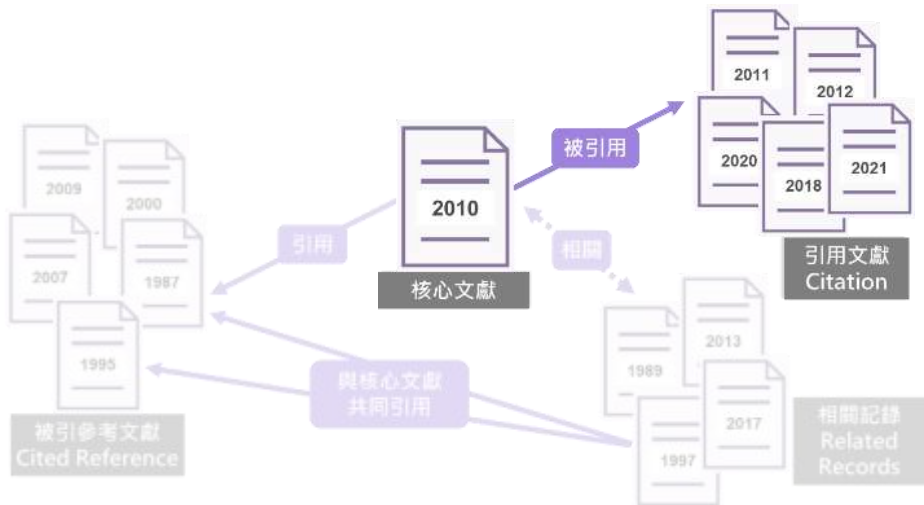 2011
2012
2020
2018
2021
被引用
引用文獻
Citation
2010
核心文獻
引用
相關
2009
2000
2007
1987
1995
被引參考文獻
Cited Reference
與核心文獻
共同引用
2013
1989
2017
1997
相關記錄
Related
Records